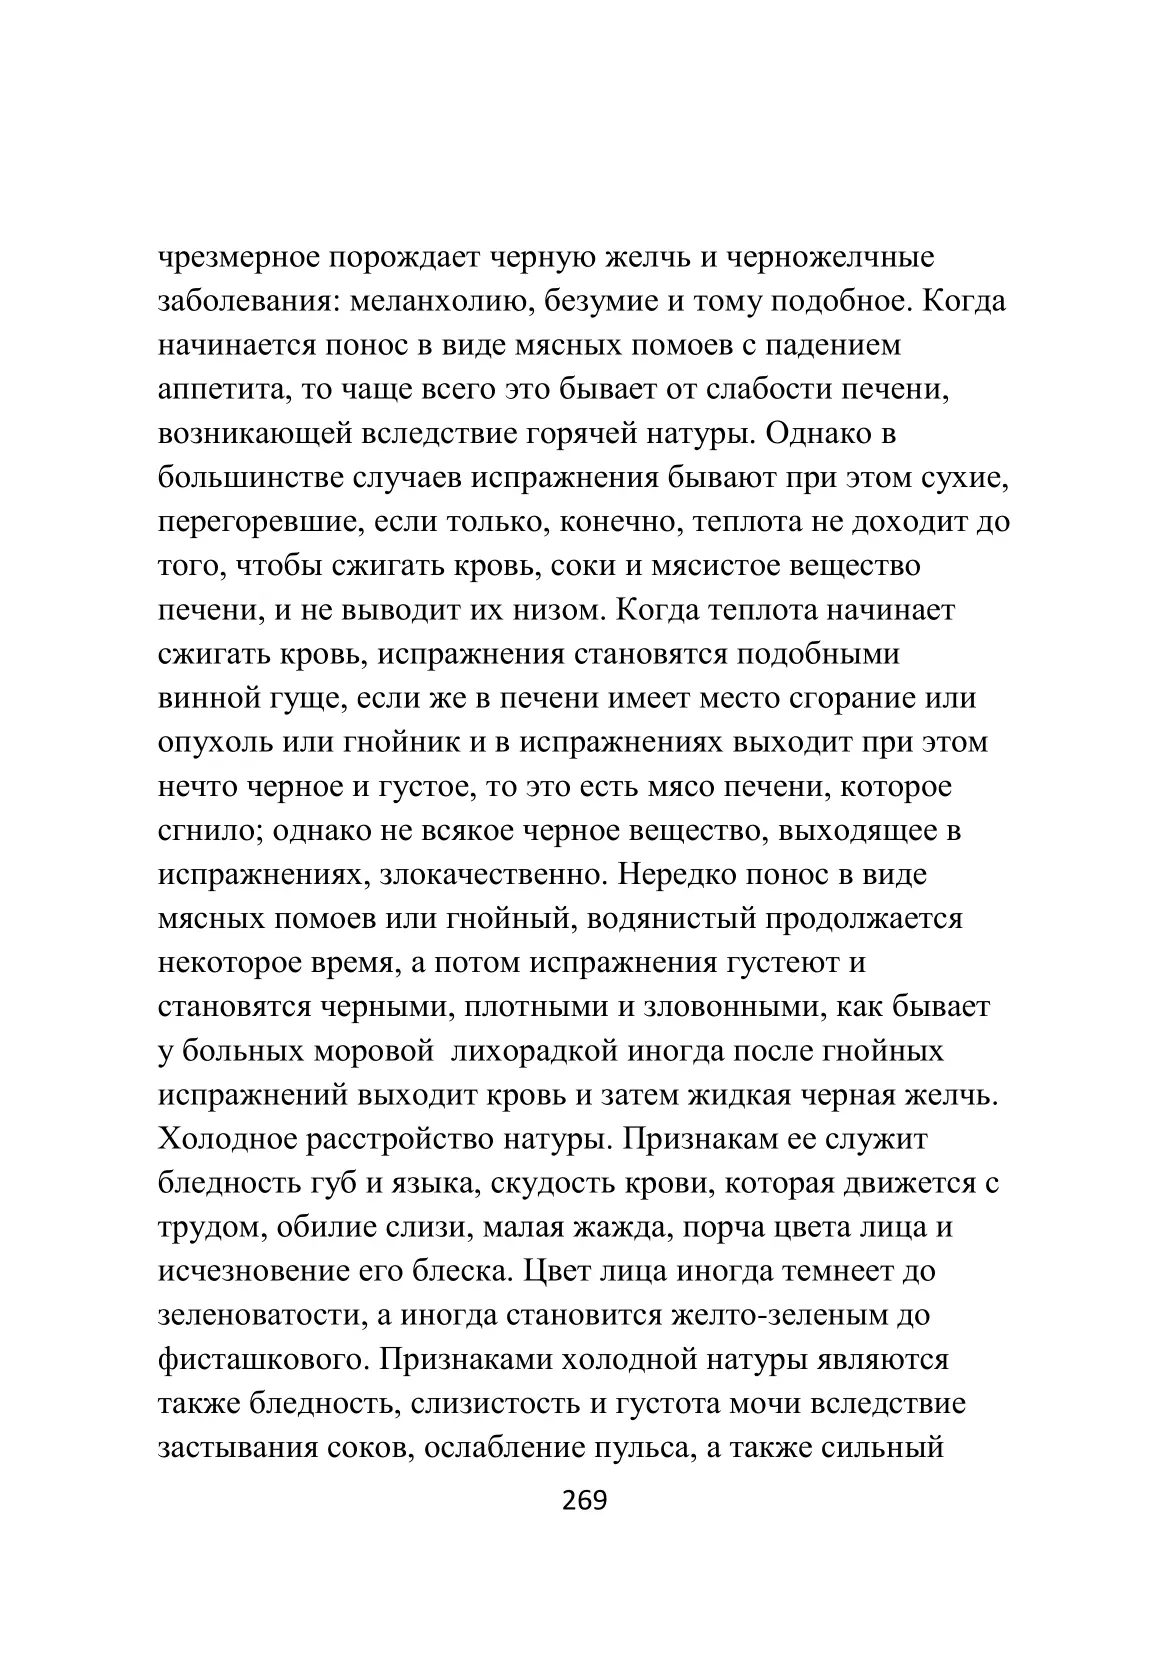 чрезмерное порождает черную желчь и черножелчные
заболевания: меланхолию, безумие и тому подобное. Когда
начинается понос в виде мясных помоев с падением
аппетита, то чаще всего это бывает от слабости печени,
возникающей вследствие горячей натуры. Однако в
большинстве случаев испражнения бывают при этом сухие,
перегоревшие, если только, конечно, теплота не доходит до
того, чтобы сжигать кровь, соки и мясистое вещество
печени, и не выводит их низом. Когда теплота начинает
сжигать кровь, испражнения становятся подобными
винной гуще, если же в печени имеет место сгорание или
опухоль или гнойник и в испражнениях выходит при этом
нечто черное и густое, то это есть мясо печени, которое
сгнило; однако не всякое черное вещество, выходящее в
испражнениях, злокачественно. Нередко понос в виде
мясных помоев или гнойный, водянистый продолжается
некоторое время, а потом испражнения густеют и
становятся черными, плотными и зловонными, как бывает
у больных моровой  лихорадкой иногда после гнойных
испражнений выходит кровь и затем жидкая черная желчь.
Холодное расстройство натуры. Признакам ее служит
бледность губ и языка, скудость крови, которая движется с
трудом, обилие слизи, малая жажда, порча цвета лица и
исчезновение его блеска. Цвет лица иногда темнеет до
зеленоватости, а иногда становится желто-зеленым до
фисташкового. Признаками холодной натуры являются
также бледность, слизистость и густота мочи вследствие
застывания соков, ослабление пульса, а также сильный
269